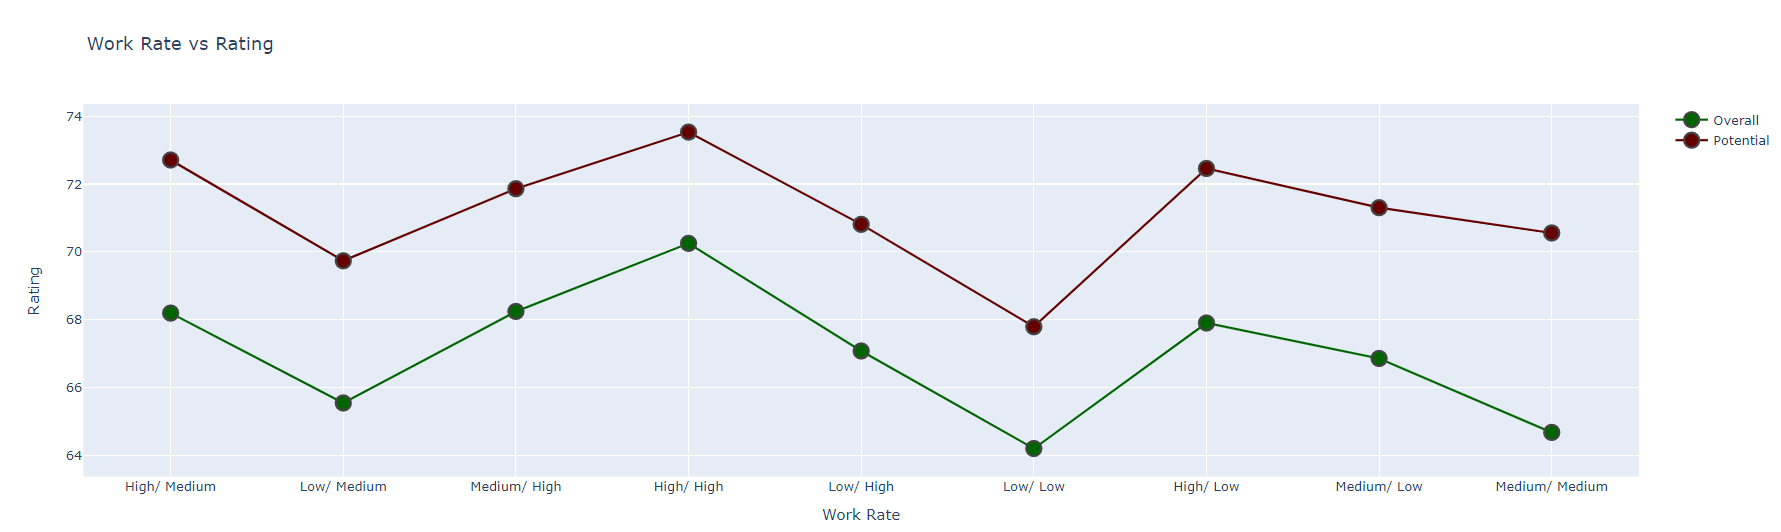 Work Rate vs Rating
74
72
70
68
66
64
Rating
High/ Medium
Low/ Medium
Medium/ High
High/ High
Low/ High
Low/ Low
High/ Low
Medium/ Low
Medium/ Medium
Work Rate
Overall
Potential